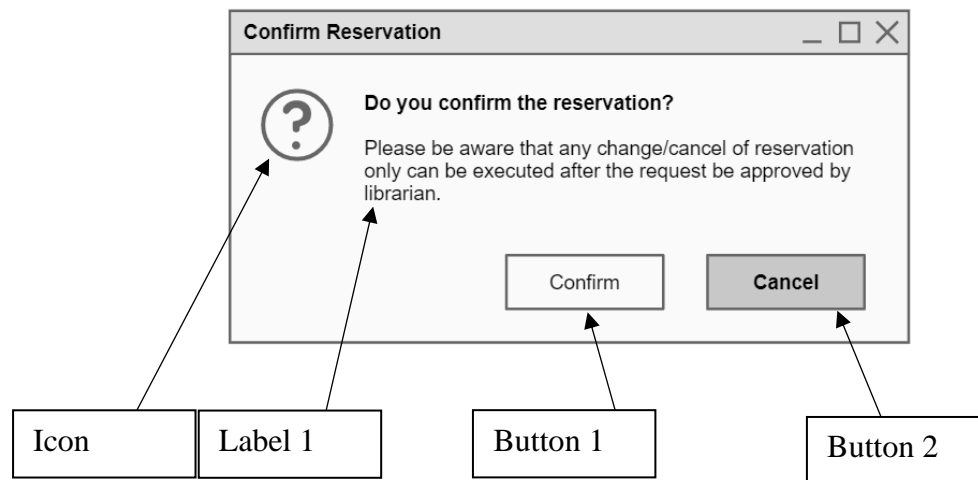 Confirm Reservation
?
Do you confirm the reservation?
Please be aware that any change/cancel of reservation
only can be executed after the request be approved by
librarian.
Confirm
Cancel
Icon
Label 1
Button 1
Button 2